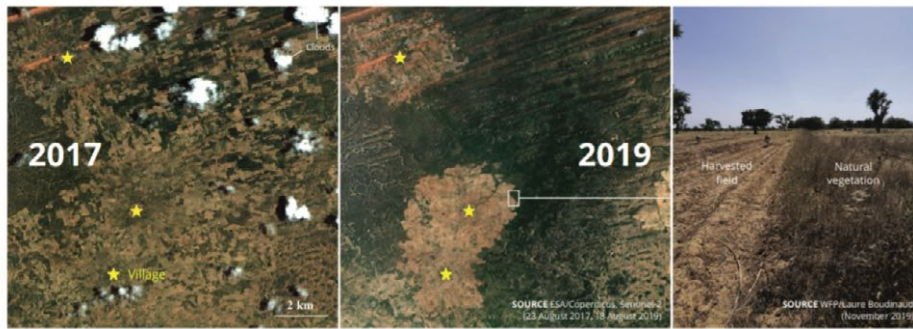 Clouds
2017
Village
2 km
2019
SOURCE ESA/Copernicus, Sentinel-2
(23 August 2017, 18 August 2019)
Harvested
field
Natural
vegetation
SOURCE WFP/Laure Boudinaud
(November 2019)